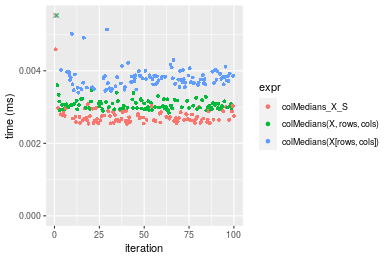 time (ms)
0.004
0.002
0.000
0
25
50
75
100
iteration
expr
colMedians_X_S
colMedians(X, rows, cols)
colMedians(X[rows, cols])